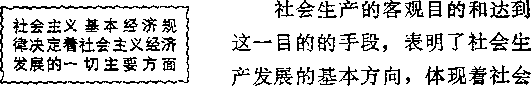 社会主义基本经济规
律决定着社会主义经济
发展的一切主要方面
社会生产的客观目的和达到
这一目的的手段，表明了社会生
产发展的基本方向，体现着社会